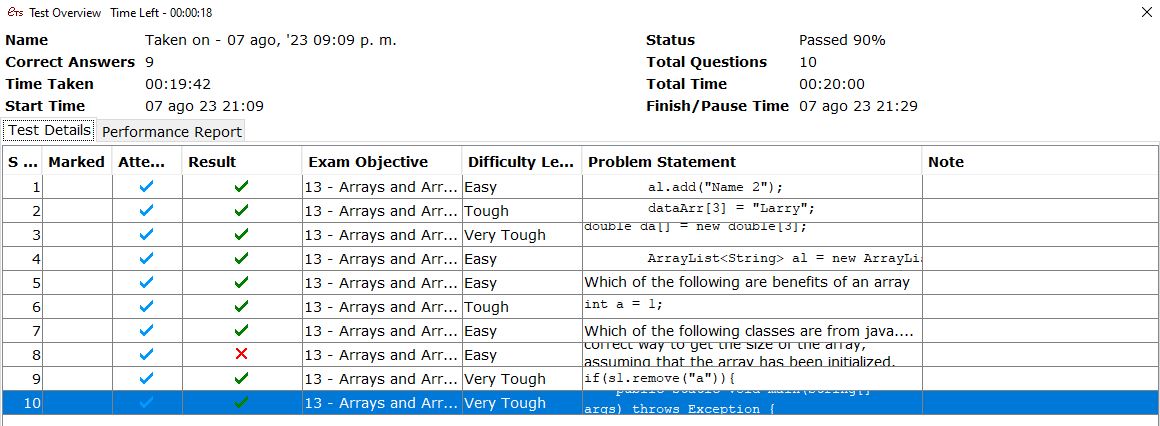 eTs Test Overview Time Left - 00:00:18
Name Taken on - 07 ago, '23 09:09 p. m. Status Passed 90%
Correct Answers 9 Total Questions 10
Time Taken 00:19:42 Total Time 00:20:00
Start Time 07 ago 23 21:09 Finish/Pause Time 07 ago 23 21:29
Test Details Performance Report
S ... Marked Atte... Result Exam Objective Difficulty Le... Problem Statement Note
1 13 - Arrays and Arr... Easy al.add("Name 2");
2 13 - Arrays and Arr... Tough dataArr[3] = "Larry";
3 13 - Arrays and Arr... Very Tough double da[] = new double[3];
4 13 - Arrays and Arr... Easy ArrayList<String> al = new ArrayLi
5 13 - Arrays and Arr... Easy Which of the following are benefits of an array
6 13 - Arrays and Arr... Tough int a = 1;
7 13 - Arrays and Arr... Easy Which of the following classes are from java....
8 13 - Arrays and Arr... Easy correct way to get the size of the array,
assuming that the array has been initialized.
9 13 - Arrays and Arr... Very Tough if(sl.remove("a")){
10 13 - Arrays and Arr... Very Tough public static void main(String[]
args) throws Exception {